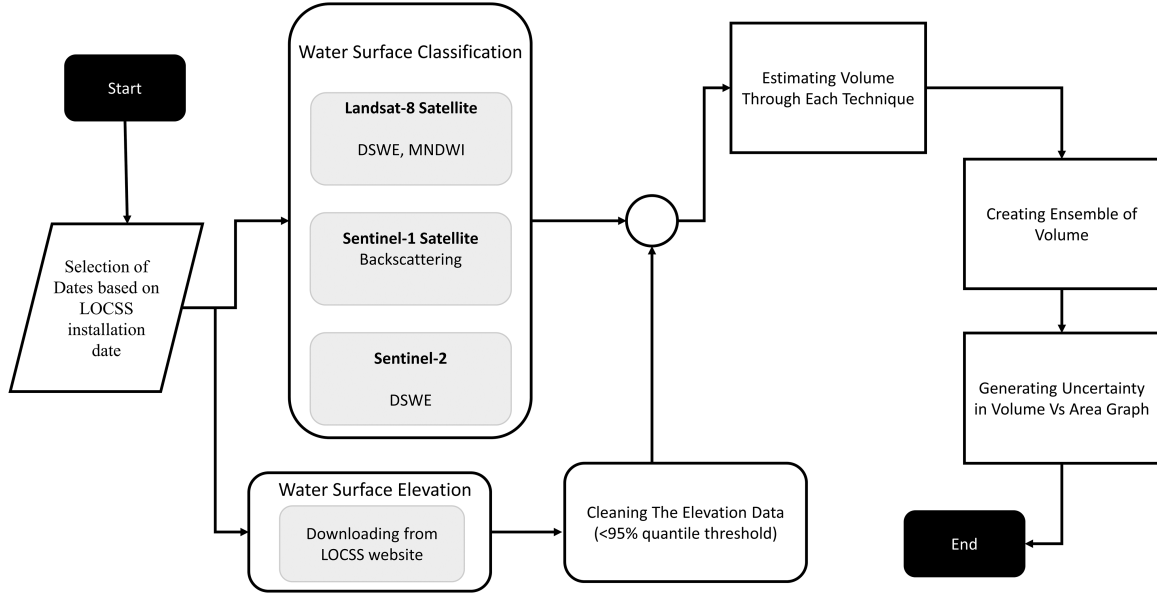 Start
Selection of
Dates based on
LOCSS
installation
date
Water Surface Classification
Landsat-8 Satellite
DSWE, MNDWI
Sentinel-1 Satellite
Backscattering
Sentinel-2
DSWE
Water Surface Elevation
Downloading from
LOCSS website
Cleaning The Elevation Data
(<95% quantile threshold)
Estimating Volume
Through Each Technique
Creating Ensemble of
Volume
Generating Uncertainty
in Volume Vs Area Graph
End